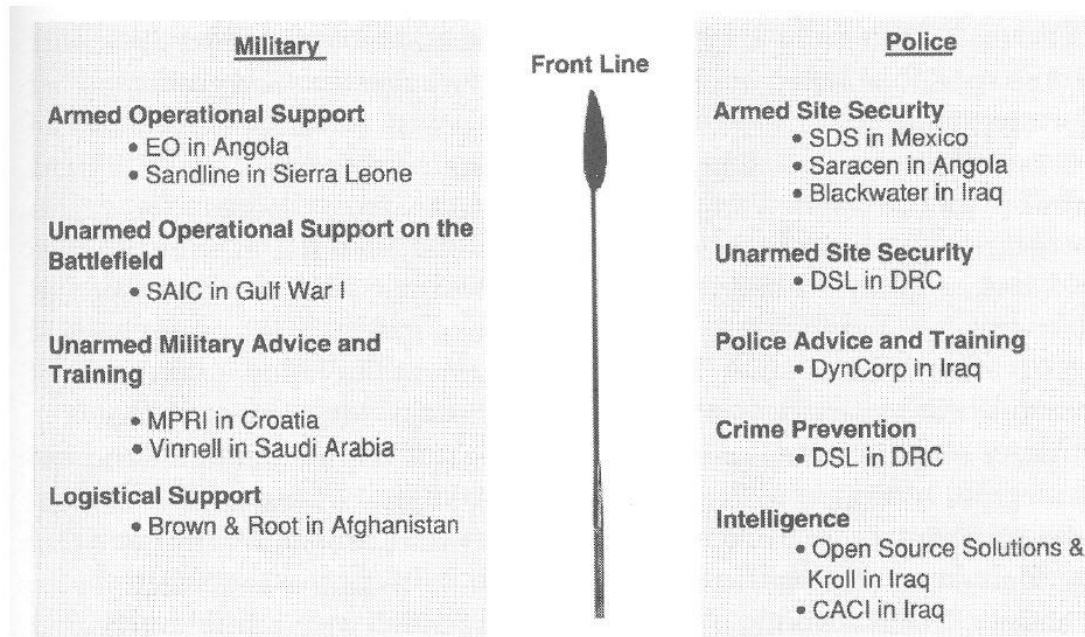 Military
Armed Operational Support
• EO in Angola
• Sandline in Sierra Leone
Unarmed Operational Support on the
Battlefield
• SAIC in Gulf War I
Unarmed Military Advice and
Training
• MPRI in Croatia
• Vinnell in Saudi Arabia
Logistical Support
• Brown & Root in Afghanistan
Front Line
Police
Armed Site Security
• SDS in Mexico
• Saracen in Angola
• Blackwater in Iraq
Unarmed Site Security
• DSL in DRC
Police Advice and Training
• DynCorp in Iraq
Crime Prevention
• DSL in DRC
Intelligence
• Open Source Solutions &
Kroll in Iraq
• CACI in Iraq